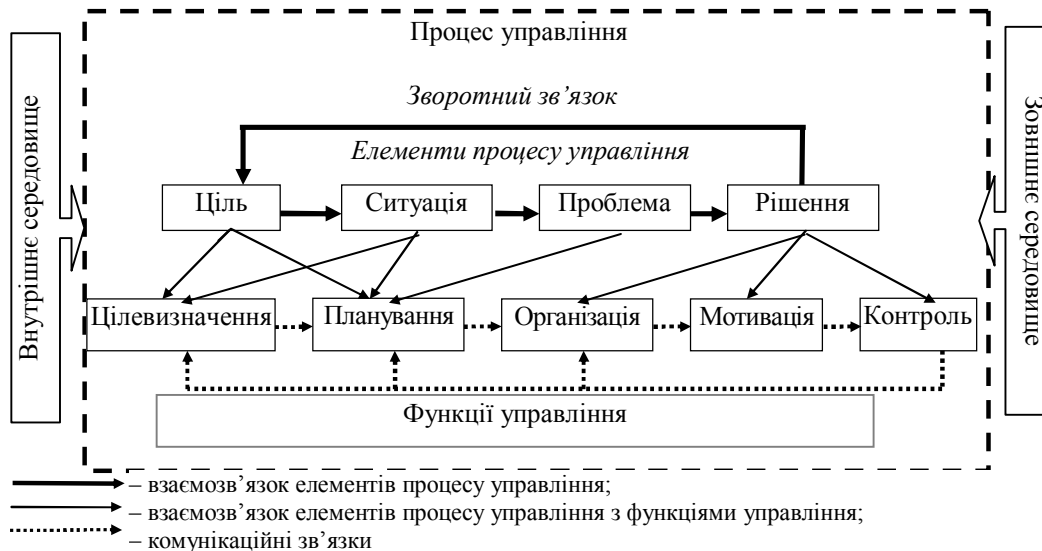 Процес управління
Зворотний зв’язок
Елементи процесу управління
Внутрішнє середовище
Зовнішнє середовище
Ціль
Ситуація
Проблема
Рішення
Цілевизначення
Планування
Організація
Мотивація
Контроль
Функції управління
– взаємозв’язок елементів процесу управління;
– взаємозв’язок елементів процесу управління з функціями управління;
– комунікаційні зв’язки